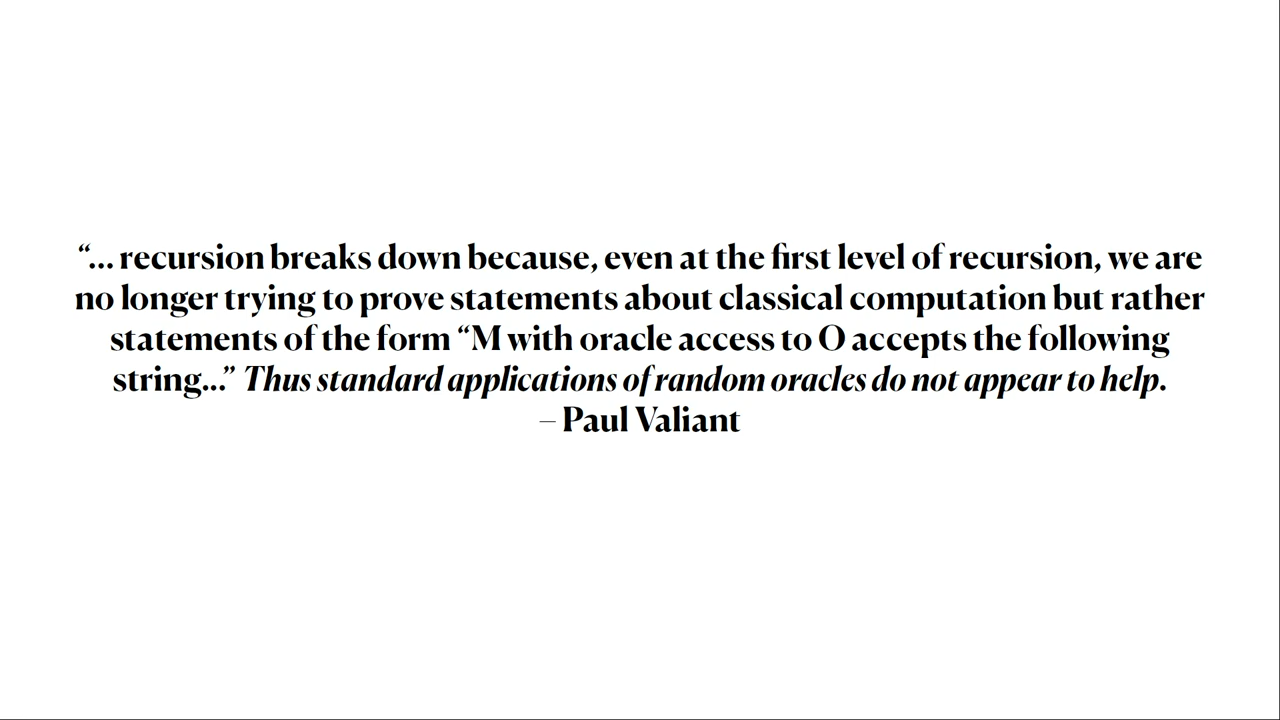 “... recursion breaks down because, even at the first level of recursion, we are
no longer trying to prove statements about classical computation but rather
statements of the form “M with oracle access to O accepts the following
string...” Thus standard applications of random oracles do not appear to help.
– Paul Valiant